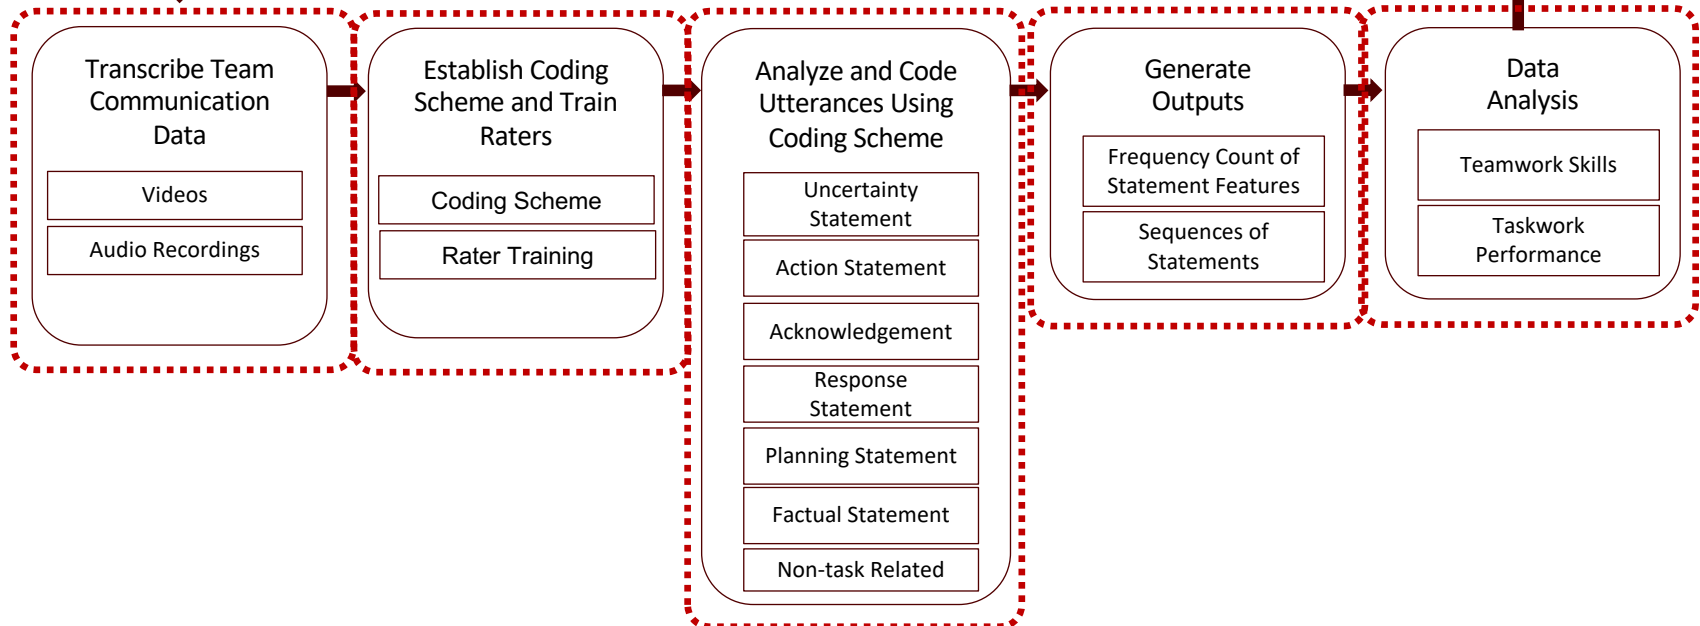 Transcribe Team
Communication
Data
Videos
Audio Recordings
Establish Coding
Scheme and Train
Raters
Coding Scheme
Rater Training
Analyze and Code
Utterances Using
Coding Scheme
Uncertainty
Statement
Action Statement
Acknowledgement
Response
Statement
Planning Statement
Factual Statement
Non-task Related
Generate
Outputs
Frequency Count of
Statement Features
Sequences of
Statements
Data
Analysis
Teamwork Skills
Taskwork
Performance